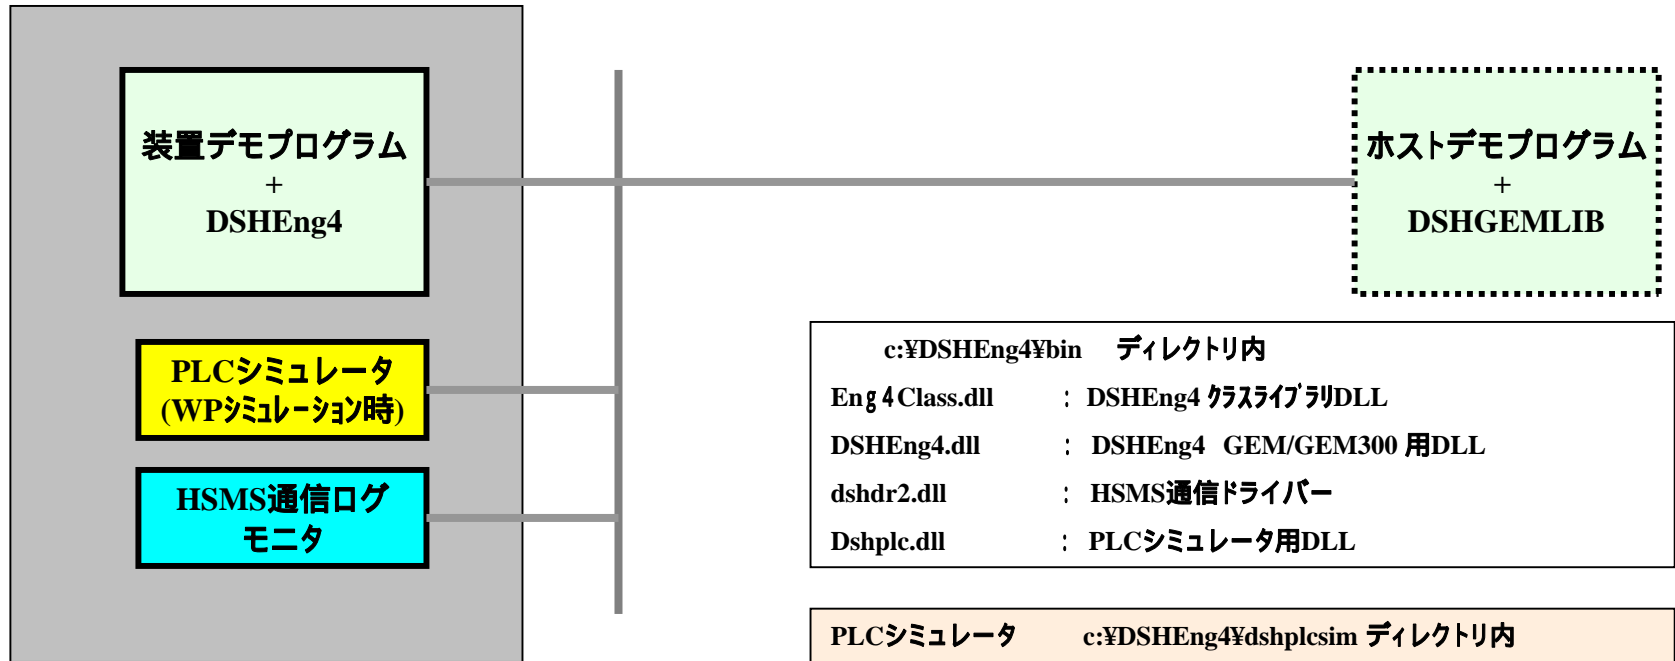 装置デモプログラム
+
DSHEng4
ホストデモプログラム
+
DSHGEMLIB
PLCシミュレータ
(WPシミュレーション時)
HSMS通信ログ
モニタ
c:¥DSHEng4¥bin ディレクトリ内
Eng4Class.dll : DSHEng4 クラスライブラリDLL
DSHEng4.dll : DSHEng4 GEM/GEM300 用DLL
dshdr2.dll : HSMS通信ドライバー
Dshplc.dll : PLCシミュレータ用DLL
PLCシミュレータ c:¥DSHEng4¥dshplcsim ディレクトリ内